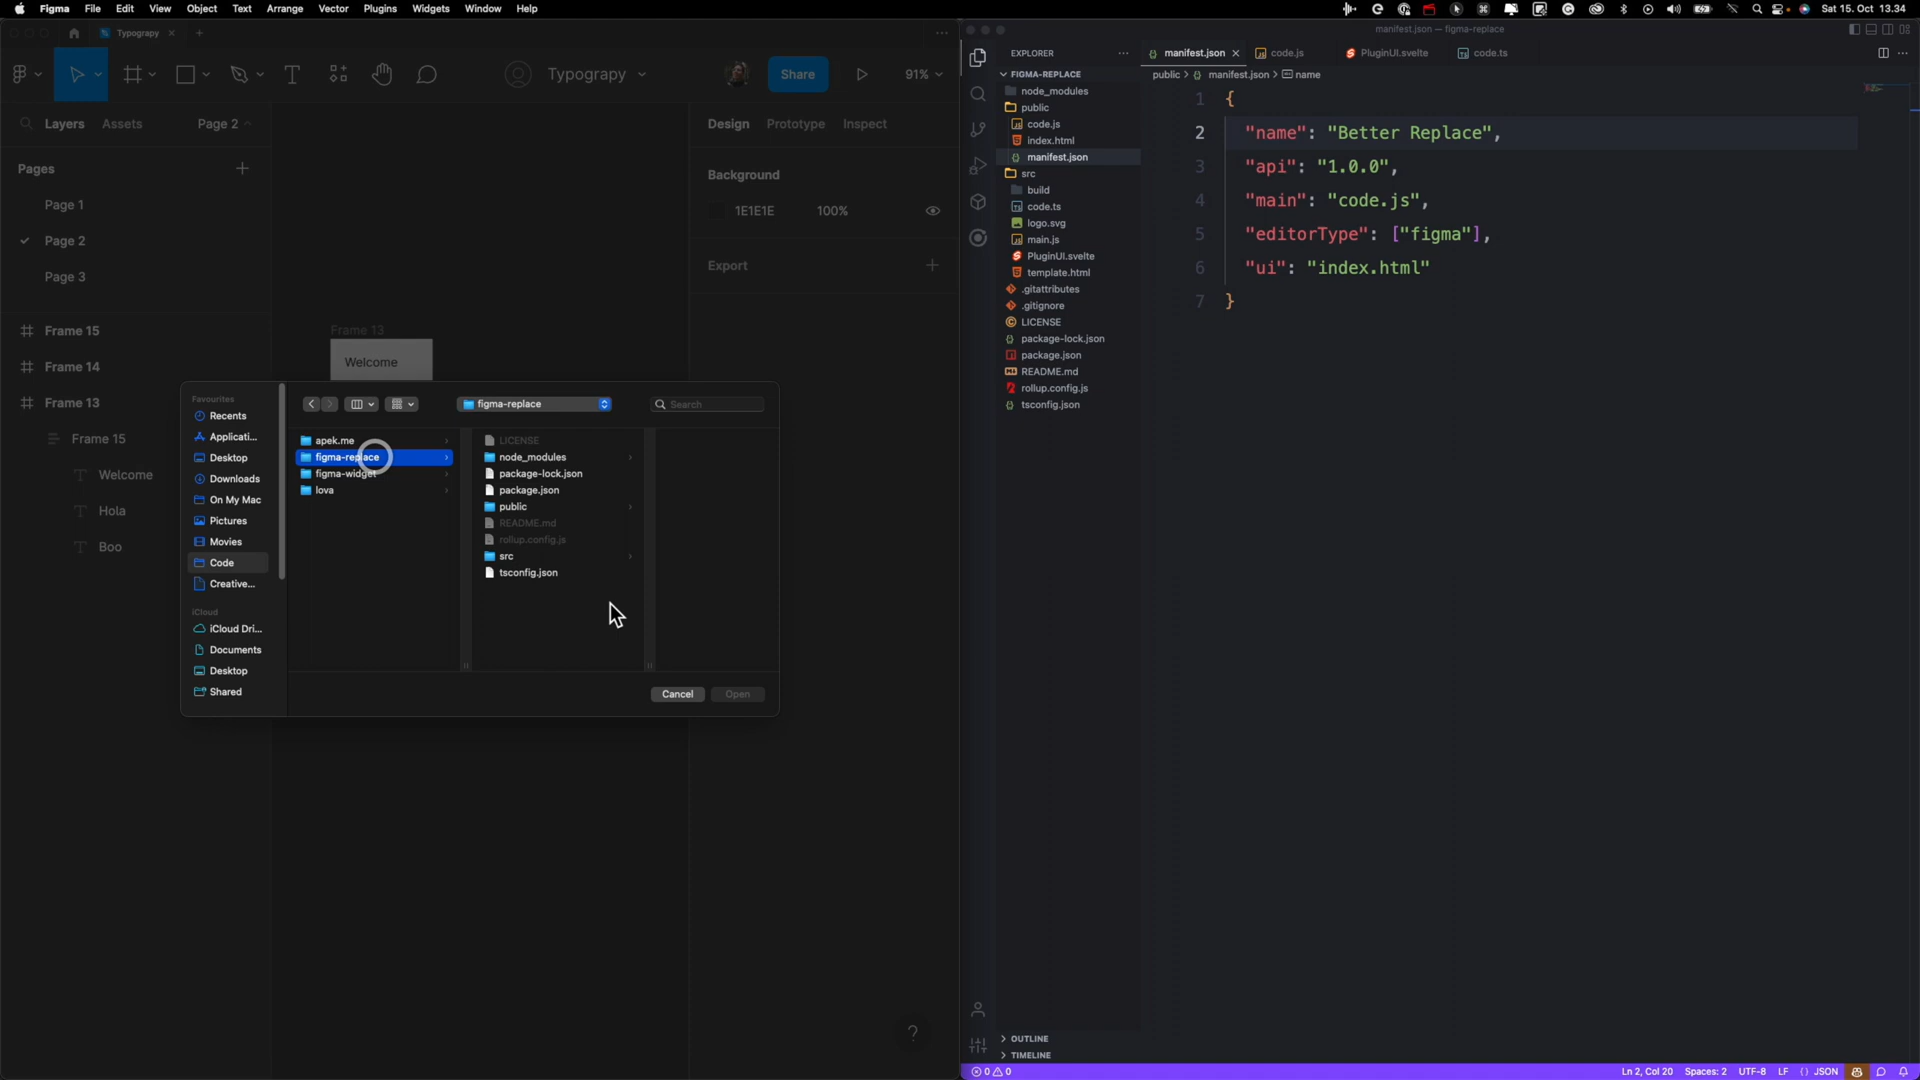 Figma File Edit View Object Text Arrange Vector Plugins Widgets Window Help
Sat 15. Oct 13.34
Typograpy
Typograpy
Share
91%
Layers Assets Page 2
Pages
Page 1
Page 2
Page 3
Frame 15
Frame 14
Frame 13
Frame 15
Welcome
Hola
Boo
Frame 13
Welcome
Design Prototype Inspect
Background
1E1E1E 100%
Export
?
Favourites
Recents
Applicati...
Desktop
Downloads
On My Mac
Pictures
Movies
Code
Creative...
iCloud
iCloud Dri...
Documents
Desktop
Shared
figma-replace
Search
apek.me
figma-replace
figma-widget
lova
LICENSE
node_modules
package-lock.json
package.json
public
README.md
rollup.config.js
src
tsconfig.json
Cancel
Open
manifest.json — figma-replace
EXPLORER
FIGMA-REPLACE
node_modules
public
code.js
index.html
manifest.json
src
build
code.ts
logo.svg
main.js
PluginUI.svelte
template.html
.gitattributes
.gitignore
LICENSE
package-lock.json
package.json
README.md
rollup.config.js
tsconfig.json
OUTLINE
TIMELINE
manifest.json code.js PluginUI.svelte code.ts
public > manifest.json > name
1 {
2 "name": "Better Replace",
3 "api": "1.0.0",
4 "main": "code.js",
5 "editorType": ["figma"],
6 "ui": "index.html"
7 }
0 0
Ln 2, Col 20 Spaces: 2 UTF-8 LF {} JSON